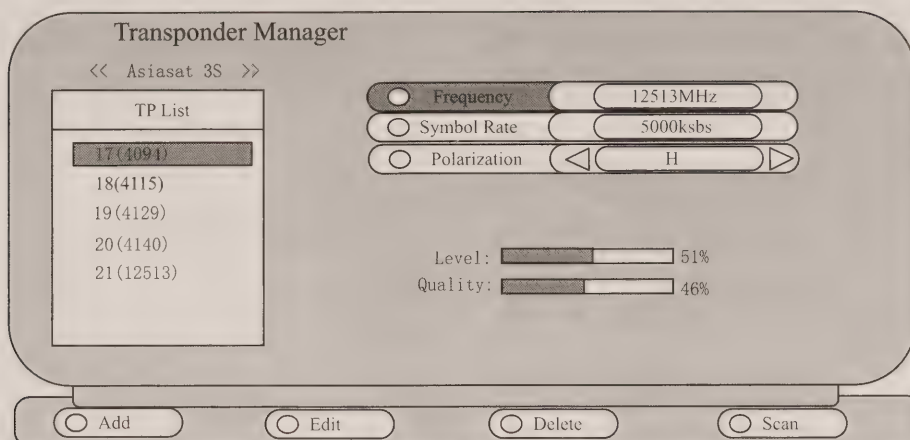 Transponder Manager
<< Asiasat 3S >>
TP List
17(4094)
18(4115)
19(4129)
20(4140)
21(12513)
Frequency 12513MHz
Symbol Rate 5000ksbs
Polarization H
Level: 51%
Quality: 46%
Add Edit Delete Scan